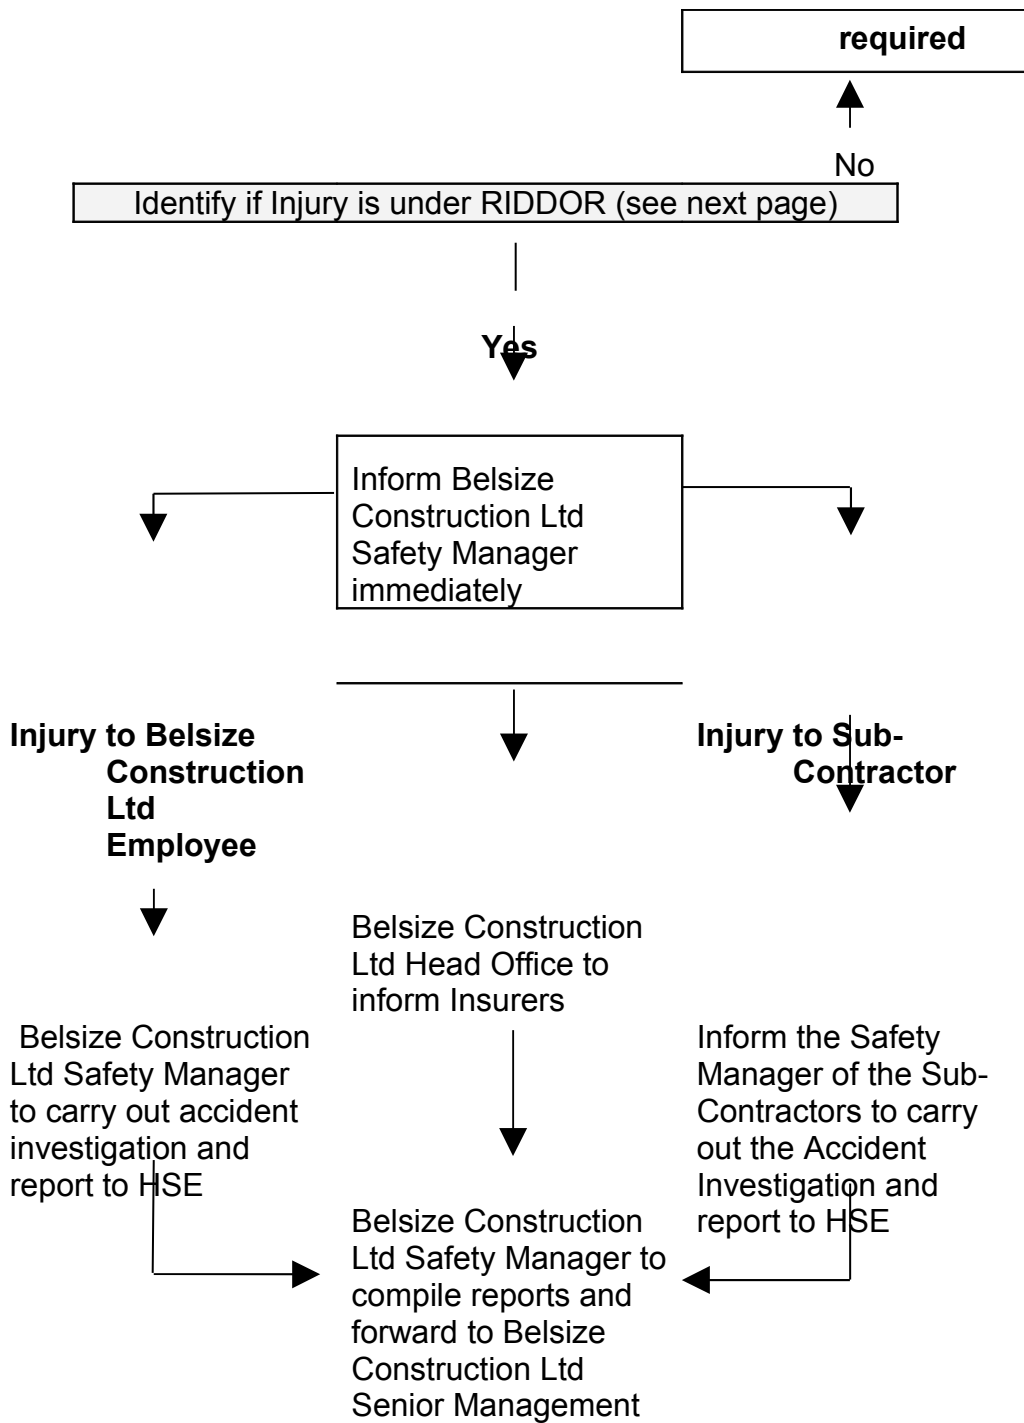 required
No
Identify if Injury is under RIDDOR (see next page)
Yes
Inform Belsize
Construction Ltd
Safety Manager
immediately
Injury to Belsize
Construction
Ltd
Employee
Injury to Sub-
Contractor
Belsize Construction
Ltd Head Office to
inform Insurers
Belsize Construction
Ltd Safety Manager
to carry out accident
investigation and
report to HSE
Inform the Safety
Manager of the Sub-
Contractors to carry
out the Accident
Investigation and
report to HSE
Belsize Construction
Ltd Safety Manager to
compile reports and
forward to Belsize
Construction Ltd
Senior Management